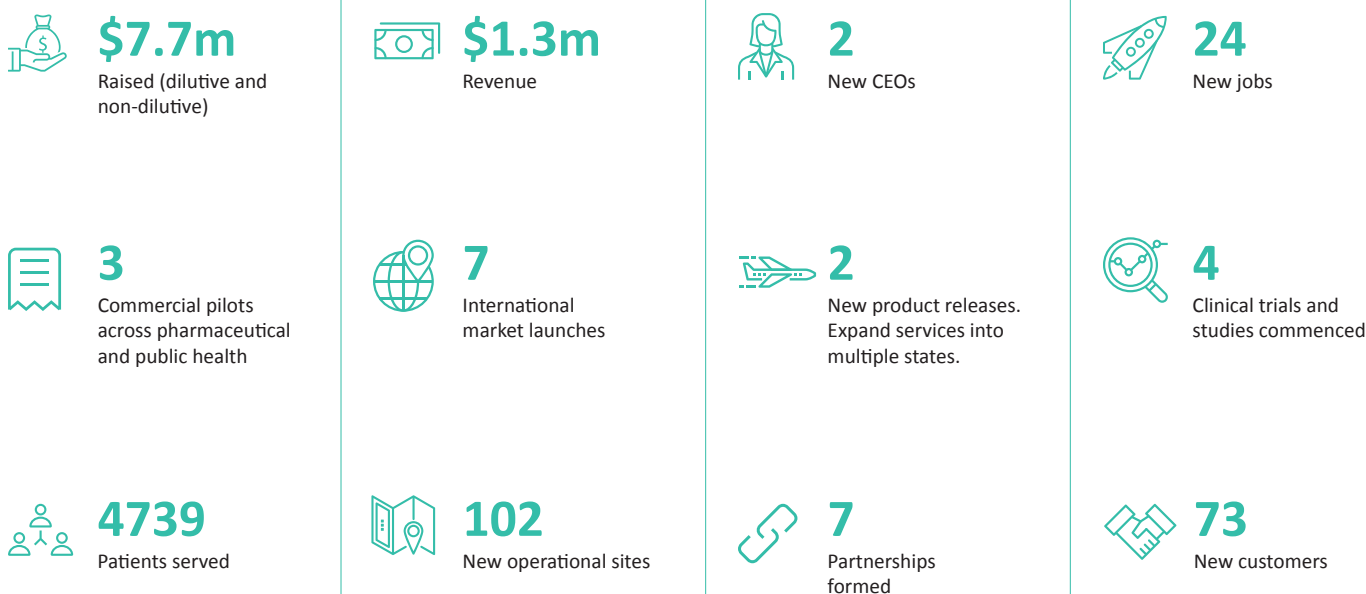 $7.7m
Raised (dilutive and
non-dilutive)
$1.3m
Revenue
2
New CEOs
24
New jobs
3
Commercial pilots
across pharmaceutical
and public health
7
International
market launches
2
New product releases.
Expand services into
multiple states.
4
Clinical trials and
studies commenced
4739
Patients served
102
New operational sites
7
Partnerships
formed
73
New customers